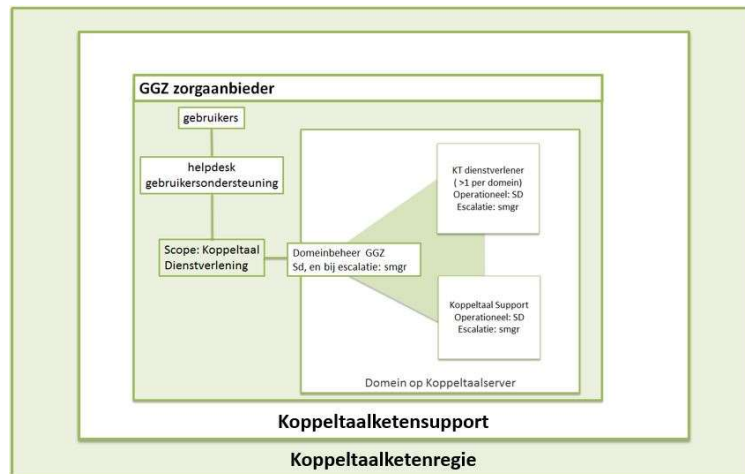 GGZ zorgaanbieder
gebruikers
helpdesk
gebruikersondersteuning
Scope: Koppeltaal
Dienstverlening
Domeinbeheer GGZ
Sd, en bij escalatie: smgr
KT dienstverlener
( >1 per domein)
Operationeel: SD
Escalatie: smgr
Koppeltaal Support
Operationeel: SD
Escalatie: smgr
Domein op Koppeltaalserver
Koppeltaalketensupport
Koppeltaalketenregie